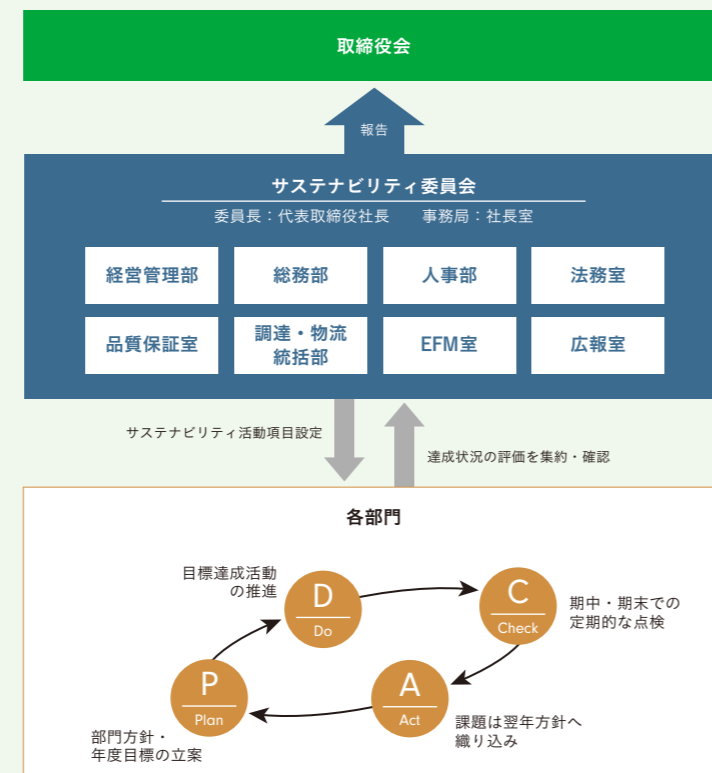 取締役会
報告
サステナビリティ委員会
委員長：代表取締役社長　事務局：社長室
経営管理部
総務部
人事部
法務室
品質保証室
調達・物流
統括部
EFM室
広報室
サステナビリティ活動項目設定
達成状況の評価を集約・確認
各部門
目標達成活動
の推進
D
Do
C
Check
期中・期末での
定期的な点検
P
Plan
部門方針・
年度目標の立案
A
Act
課題は翌年方針へ
織り込み